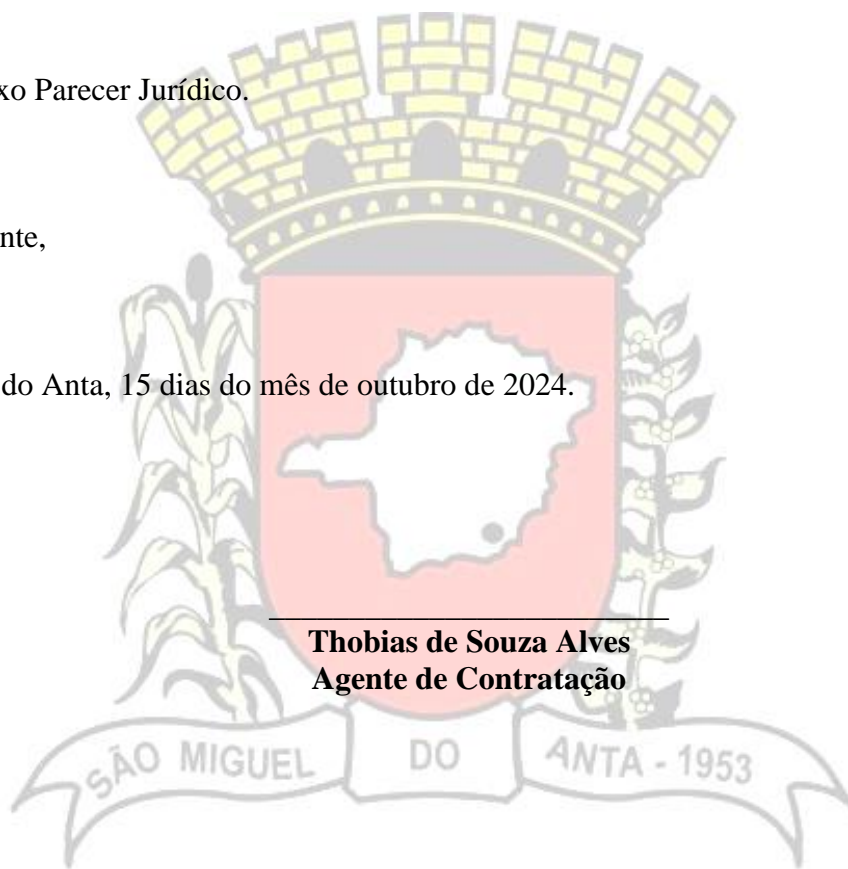 xo Parecer Jurídico.
nte,
do Anta, 15 dias do mês de outubro de 2024.
Thobias de Souza Alves
Agente de Contratação
SÃO MIGUEL DO ANTA - 1953